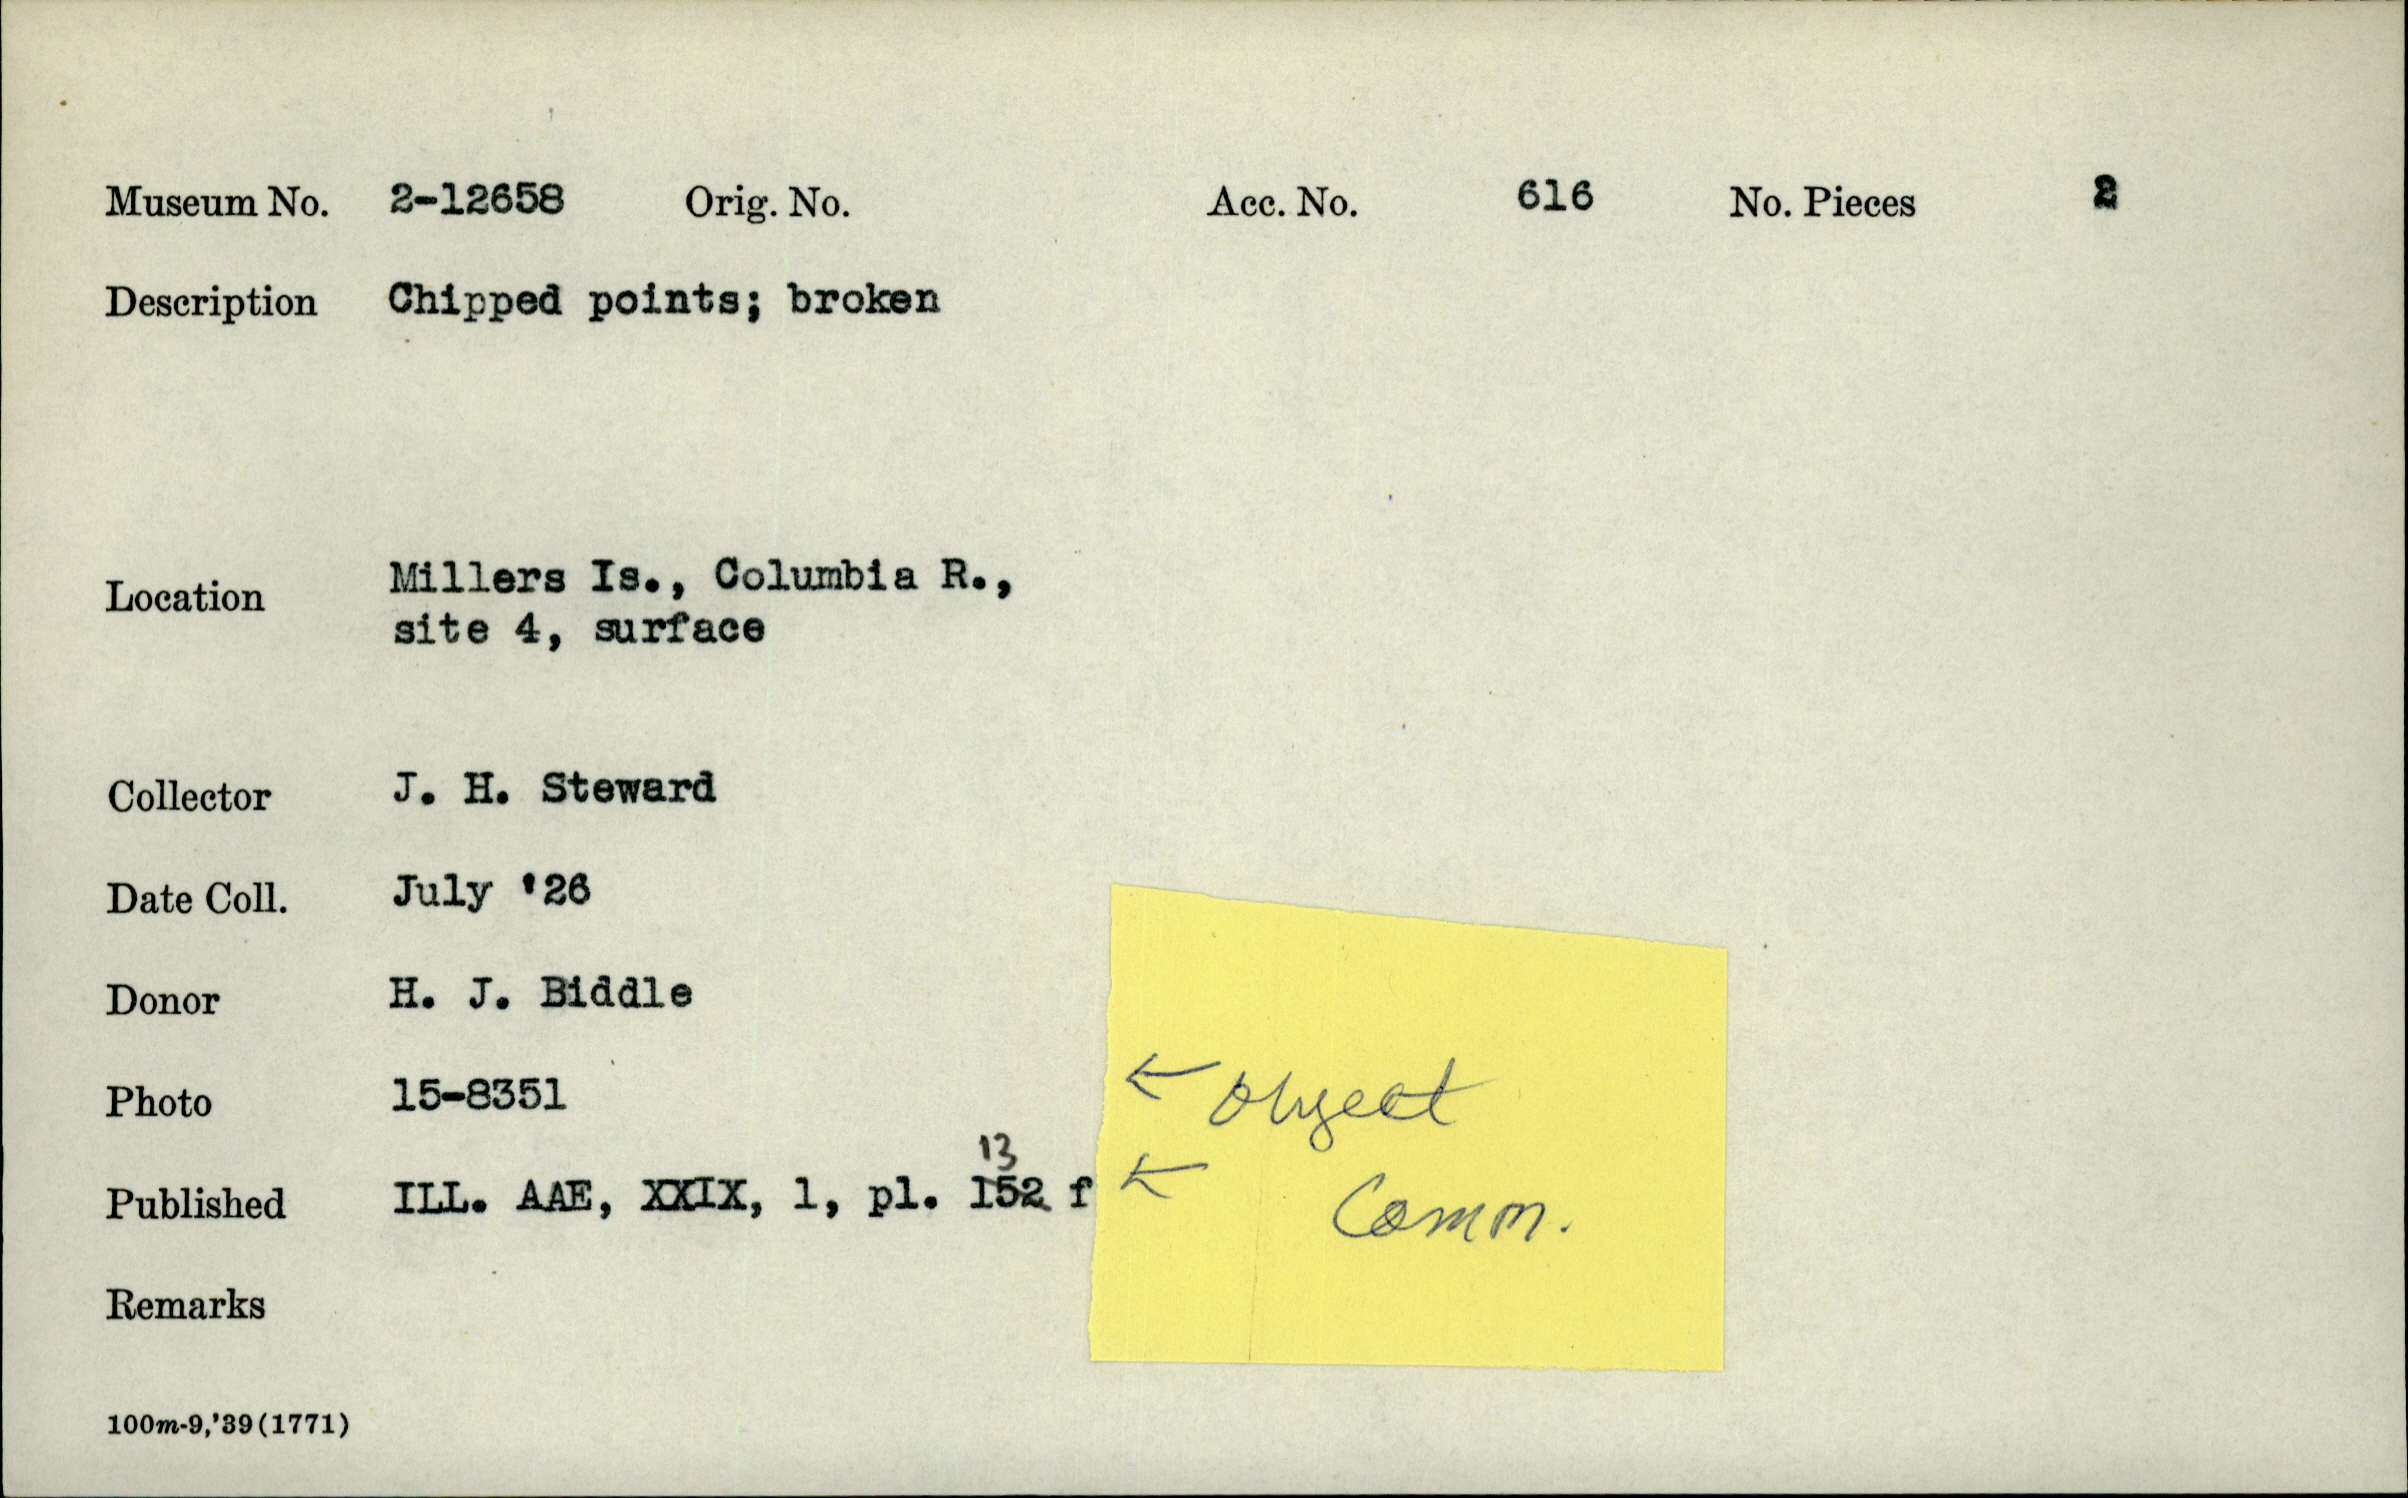 Museum No. 2-12658 Orig. No. Acc. No. 616 No. Pieces 2
Description Chipped points; broken
Location Millers Is., Columbia R.,
site 4, surface
Collector J. H. Steward
Date Coll. July '26
Donor H. J. Biddle
Photo 15-8351
← object
13
Published ILL. AAE, XXIX, 1, pl. 152 f
← Comm.
Remarks
100m-9,'39(1771)